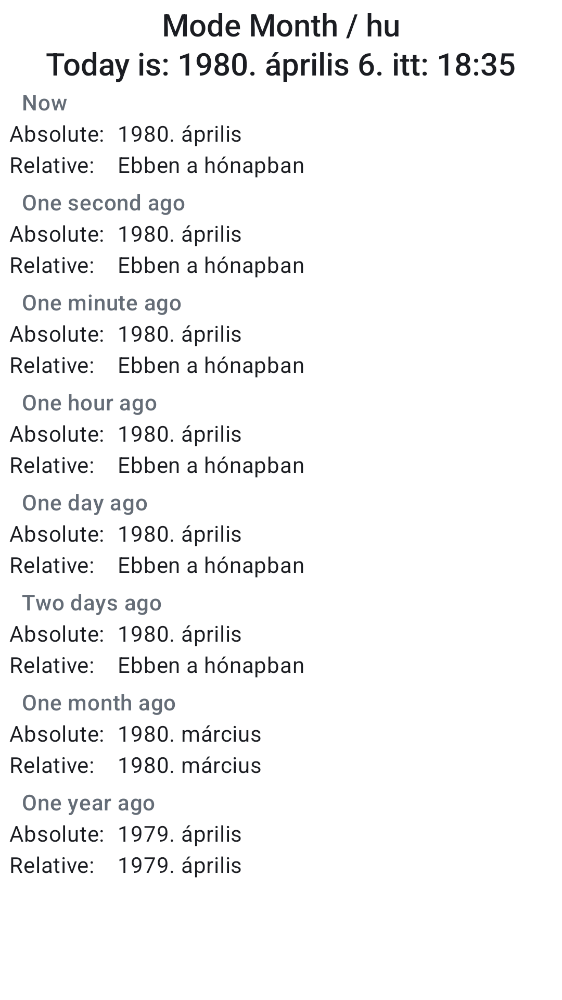 Mode Month / hu
Today is: 1980. április 6. itt: 18:35
Now
Absolute: 1980. április
Relative: Ebben a hónapban
One second ago
Absolute: 1980. április
Relative: Ebben a hónapban
One minute ago
Absolute: 1980. április
Relative: Ebben a hónapban
One hour ago
Absolute: 1980. április
Relative: Ebben a hónapban
One day ago
Absolute: 1980. április
Relative: Ebben a hónapban
Two days ago
Absolute: 1980. április
Relative: Ebben a hónapban
One month ago
Absolute: 1980. március
Relative: 1980. március
One year ago
Absolute: 1979. április
Relative: 1979. április